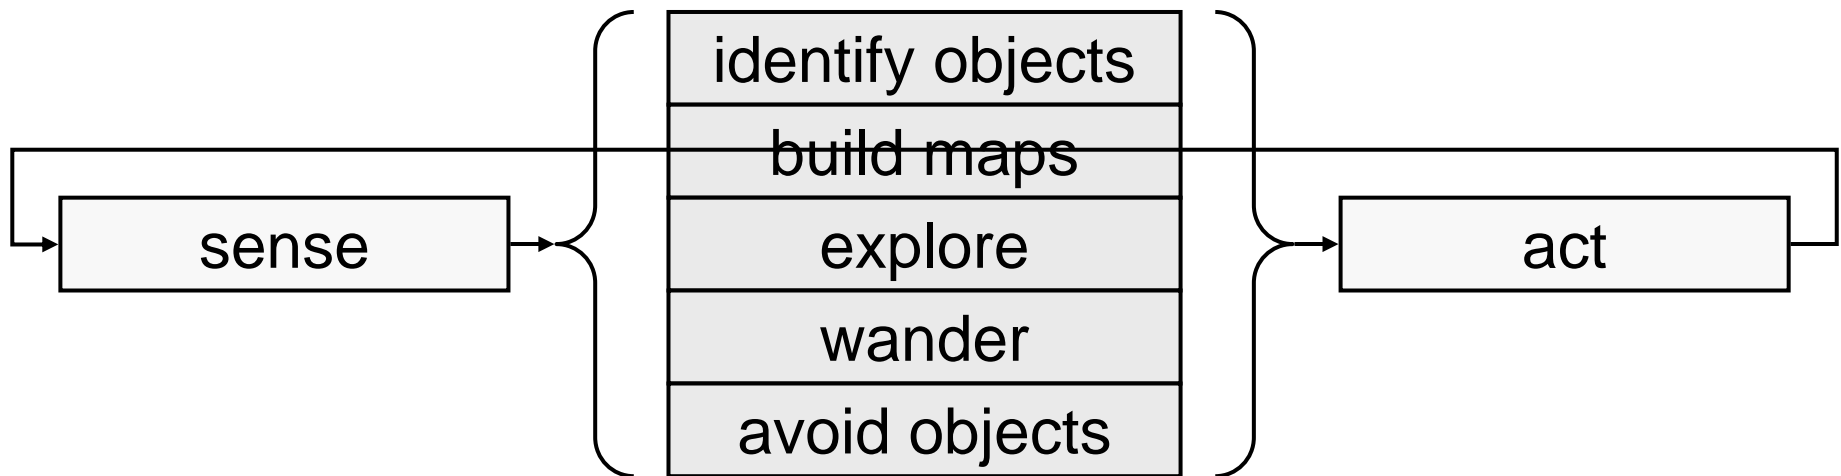 identify objects
build maps
sense
explore
act
wander
avoid objects